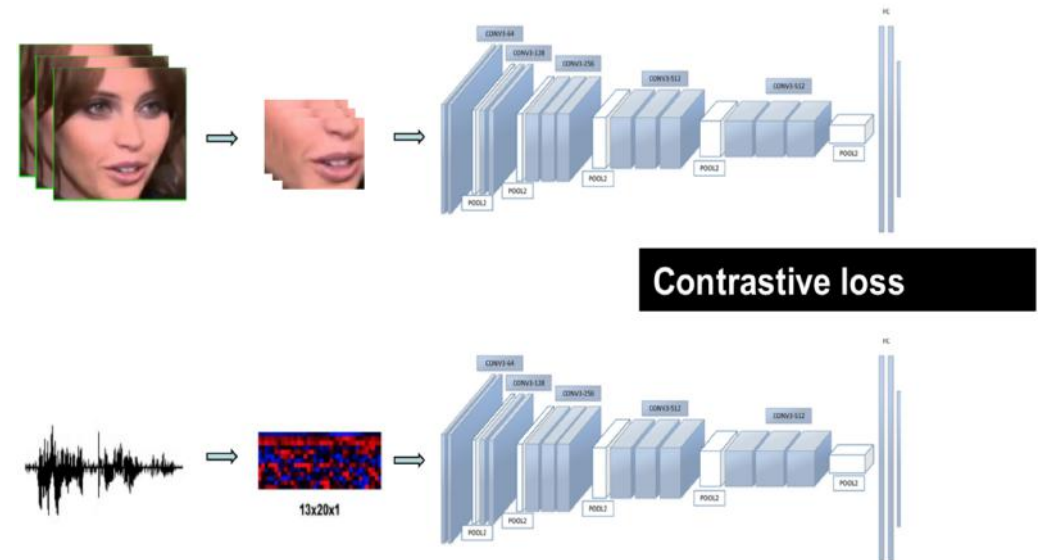 FC
CONV3-64
CONV3-128
CONV3-256
CONV3-512
CONV3-512
POOL2
POOL2
POOL2
POOL2
POOL2
Contrastive loss
FC
CONV3-64
CONV3-128
CONV3-256
CONV3-512
CONV3-512
POOL2
POOL2
POOL2
POOL2
POOL2
13x20x1